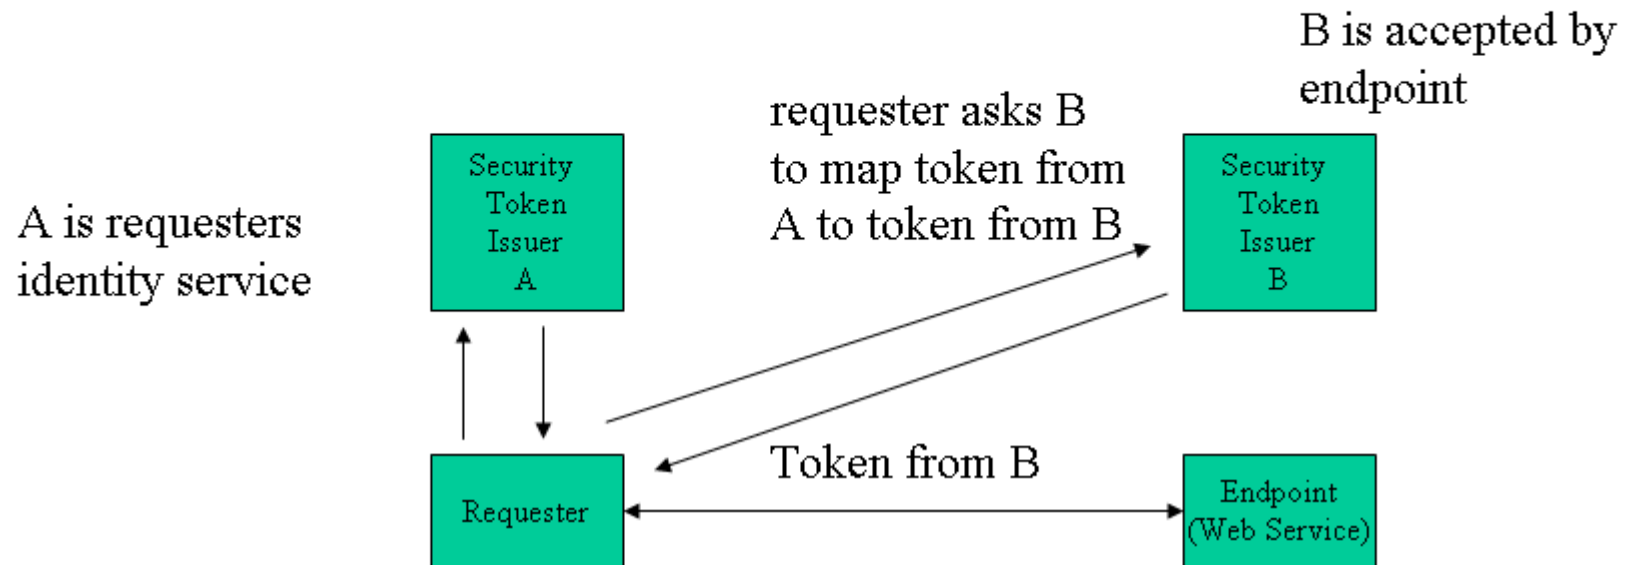 B is accepted by
endpoint
requester asks B
to map token from
A to token from B
Security
Token
Issuer
A
Security
Token
Issuer
B
A is requesters
identity service
Token from B
Requester
Endpoint
(Web Service)